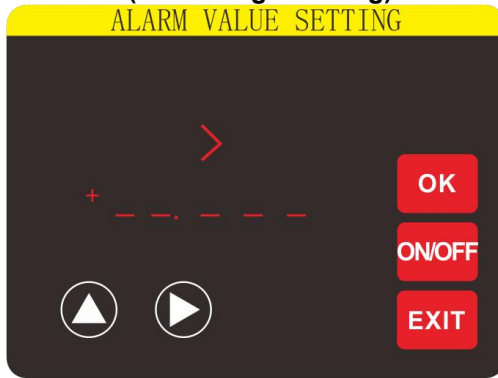 ALARM VALUE SETTING
>
+ _ _. _ _ _
OK
ON/OFF
EXIT